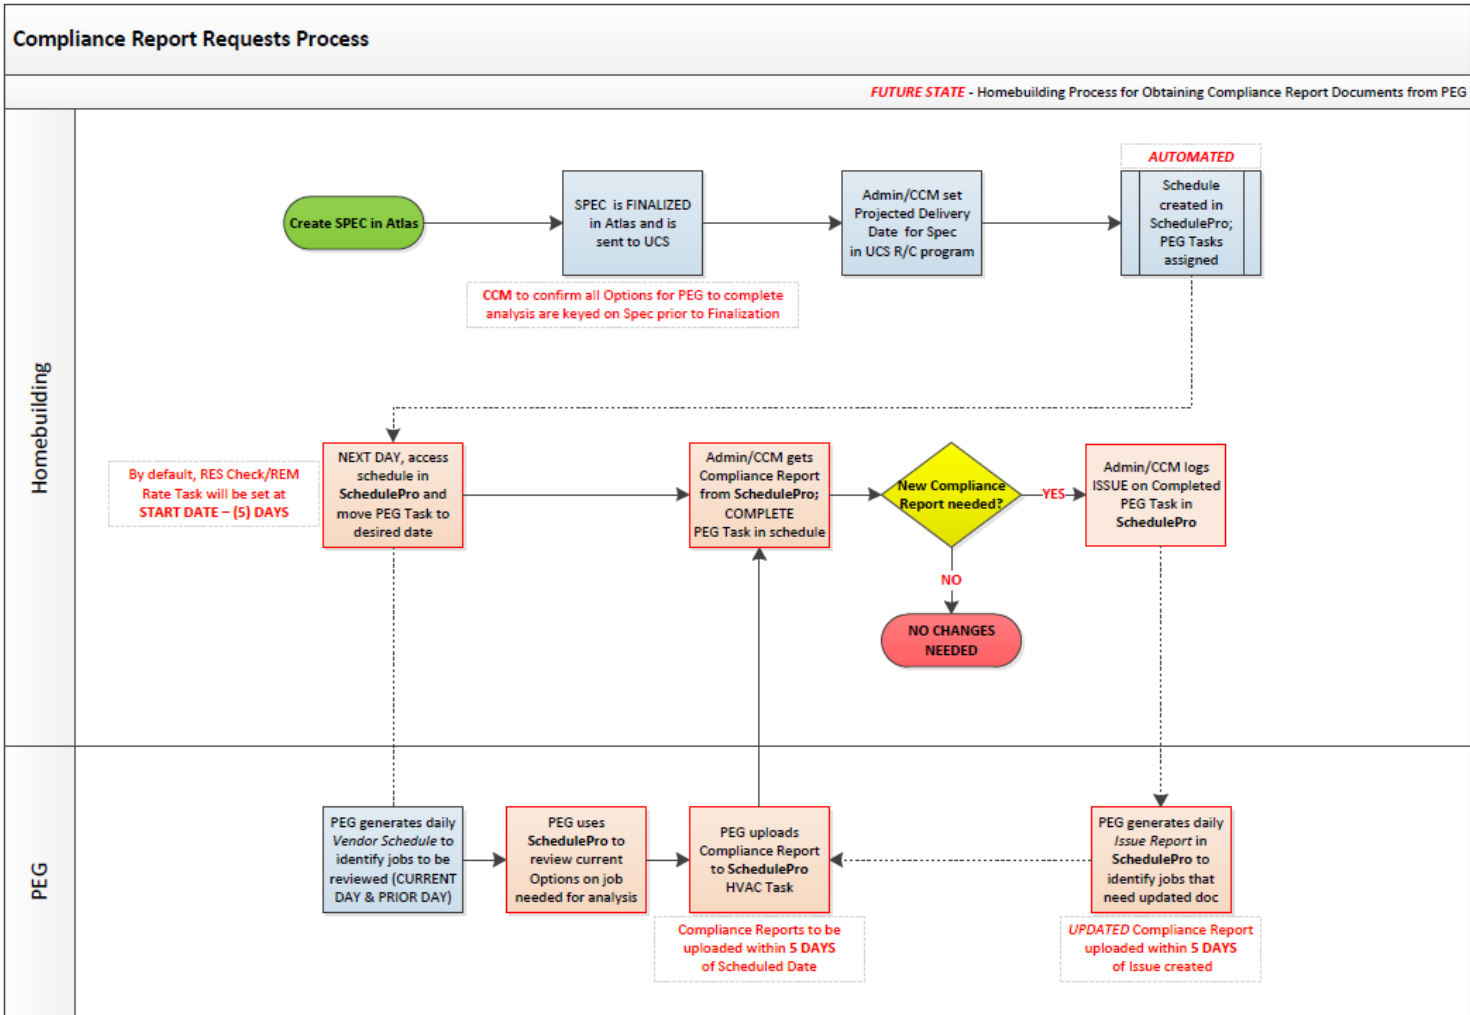 Compliance Report Requests Process
FUTURE STATE - Homebuilding Process for Obtaining Compliance Report Documents from PEG
Homebuilding
Create SPEC in Atlas
SPEC is FINALIZED
in Atlas and is
sent to UCS
CCM to confirm all Options for PEG to complete
analysis are keyed on Spec prior to Finalization
Admin/CCM set
Projected Delivery
Date for Spec
in UCS R/C program
AUTOMATED
Schedule
created in
SchedulePro;
PEG Tasks
assigned
By default, RES Check/REM
Rate Task will be set at
START DATE – (5) DAYS
NEXT DAY, access
schedule in
SchedulePro and
move PEG Task to
desired date
Admin/CCM gets
Compliance Report
from SchedulePro;
COMPLETE
PEG Task in schedule
New Compliance
Report needed?
YES
NO
NO CHANGES
NEEDED
Admin/CCM logs
ISSUE on Completed
PEG Task in
SchedulePro
PEG
PEG generates daily
Vendor Schedule to
identify jobs to be
reviewed (CURRENT
DAY & PRIOR DAY)
PEG uses
SchedulePro to
review current
Options on job
needed for analysis
PEG uploads
Compliance Report
to SchedulePro
HVAC Task
Compliance Reports to be
uploaded within 5 DAYS
of Scheduled Date
PEG generates daily
Issue Report in
SchedulePro to
identify jobs that
need updated doc
UPDATED Compliance Report
uploaded within 5 DAYS
of Issue created